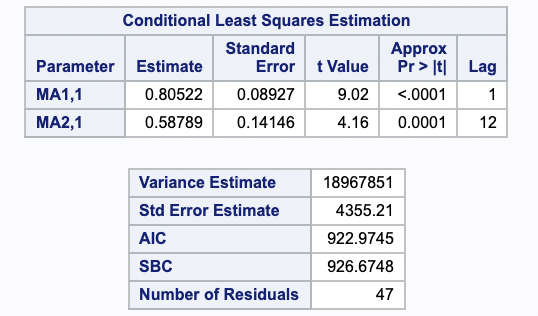 Conditional Least Squares Estimation
Parameter Estimate Standard Error t Value Approx Pr > |t| Lag
MA1,1 0.80522 0.08927 9.02 <.0001 1
MA2,1 0.58789 0.14146 4.16 0.0001 12
Variance Estimate 18967851
Std Error Estimate 4355.21
AIC 922.9745
SBC 926.6748
Number of Residuals 47